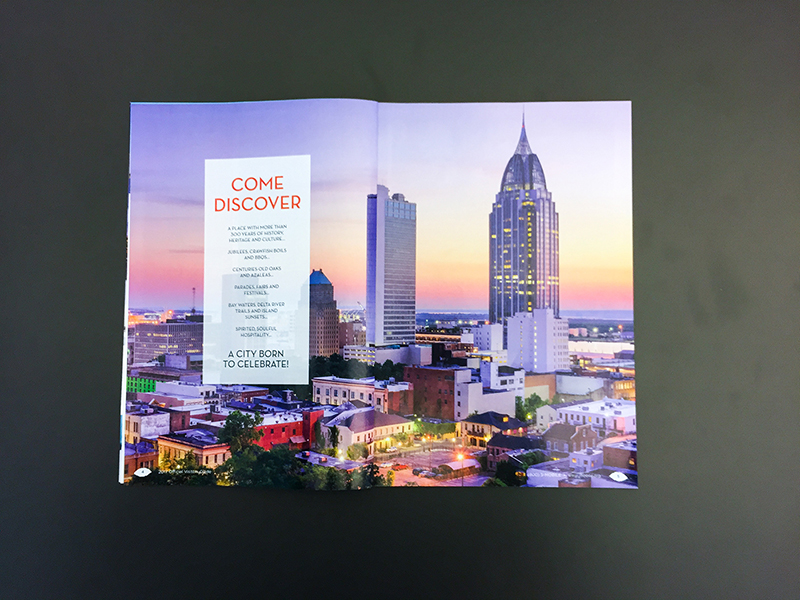 COME
DISCOVER
A PLACE WITH MORE THAN
300 YEARS OF HISTORY,
HERITAGE AND CULTURE...
JUBILEES, CRAWFISH BOILS
AND BBQS...
CENTURIES-OLD OAKS
AND AZALEAS...
PARADES, FAIRS AND
FESTIVALS...
BAY WATERS, DELTA RIVER
TRAILS AND ISLAND
SUNSETS...
SPIRITED, SOULFUL
HOSPITALITY...
A CITY BORN
TO CELEBRATE!